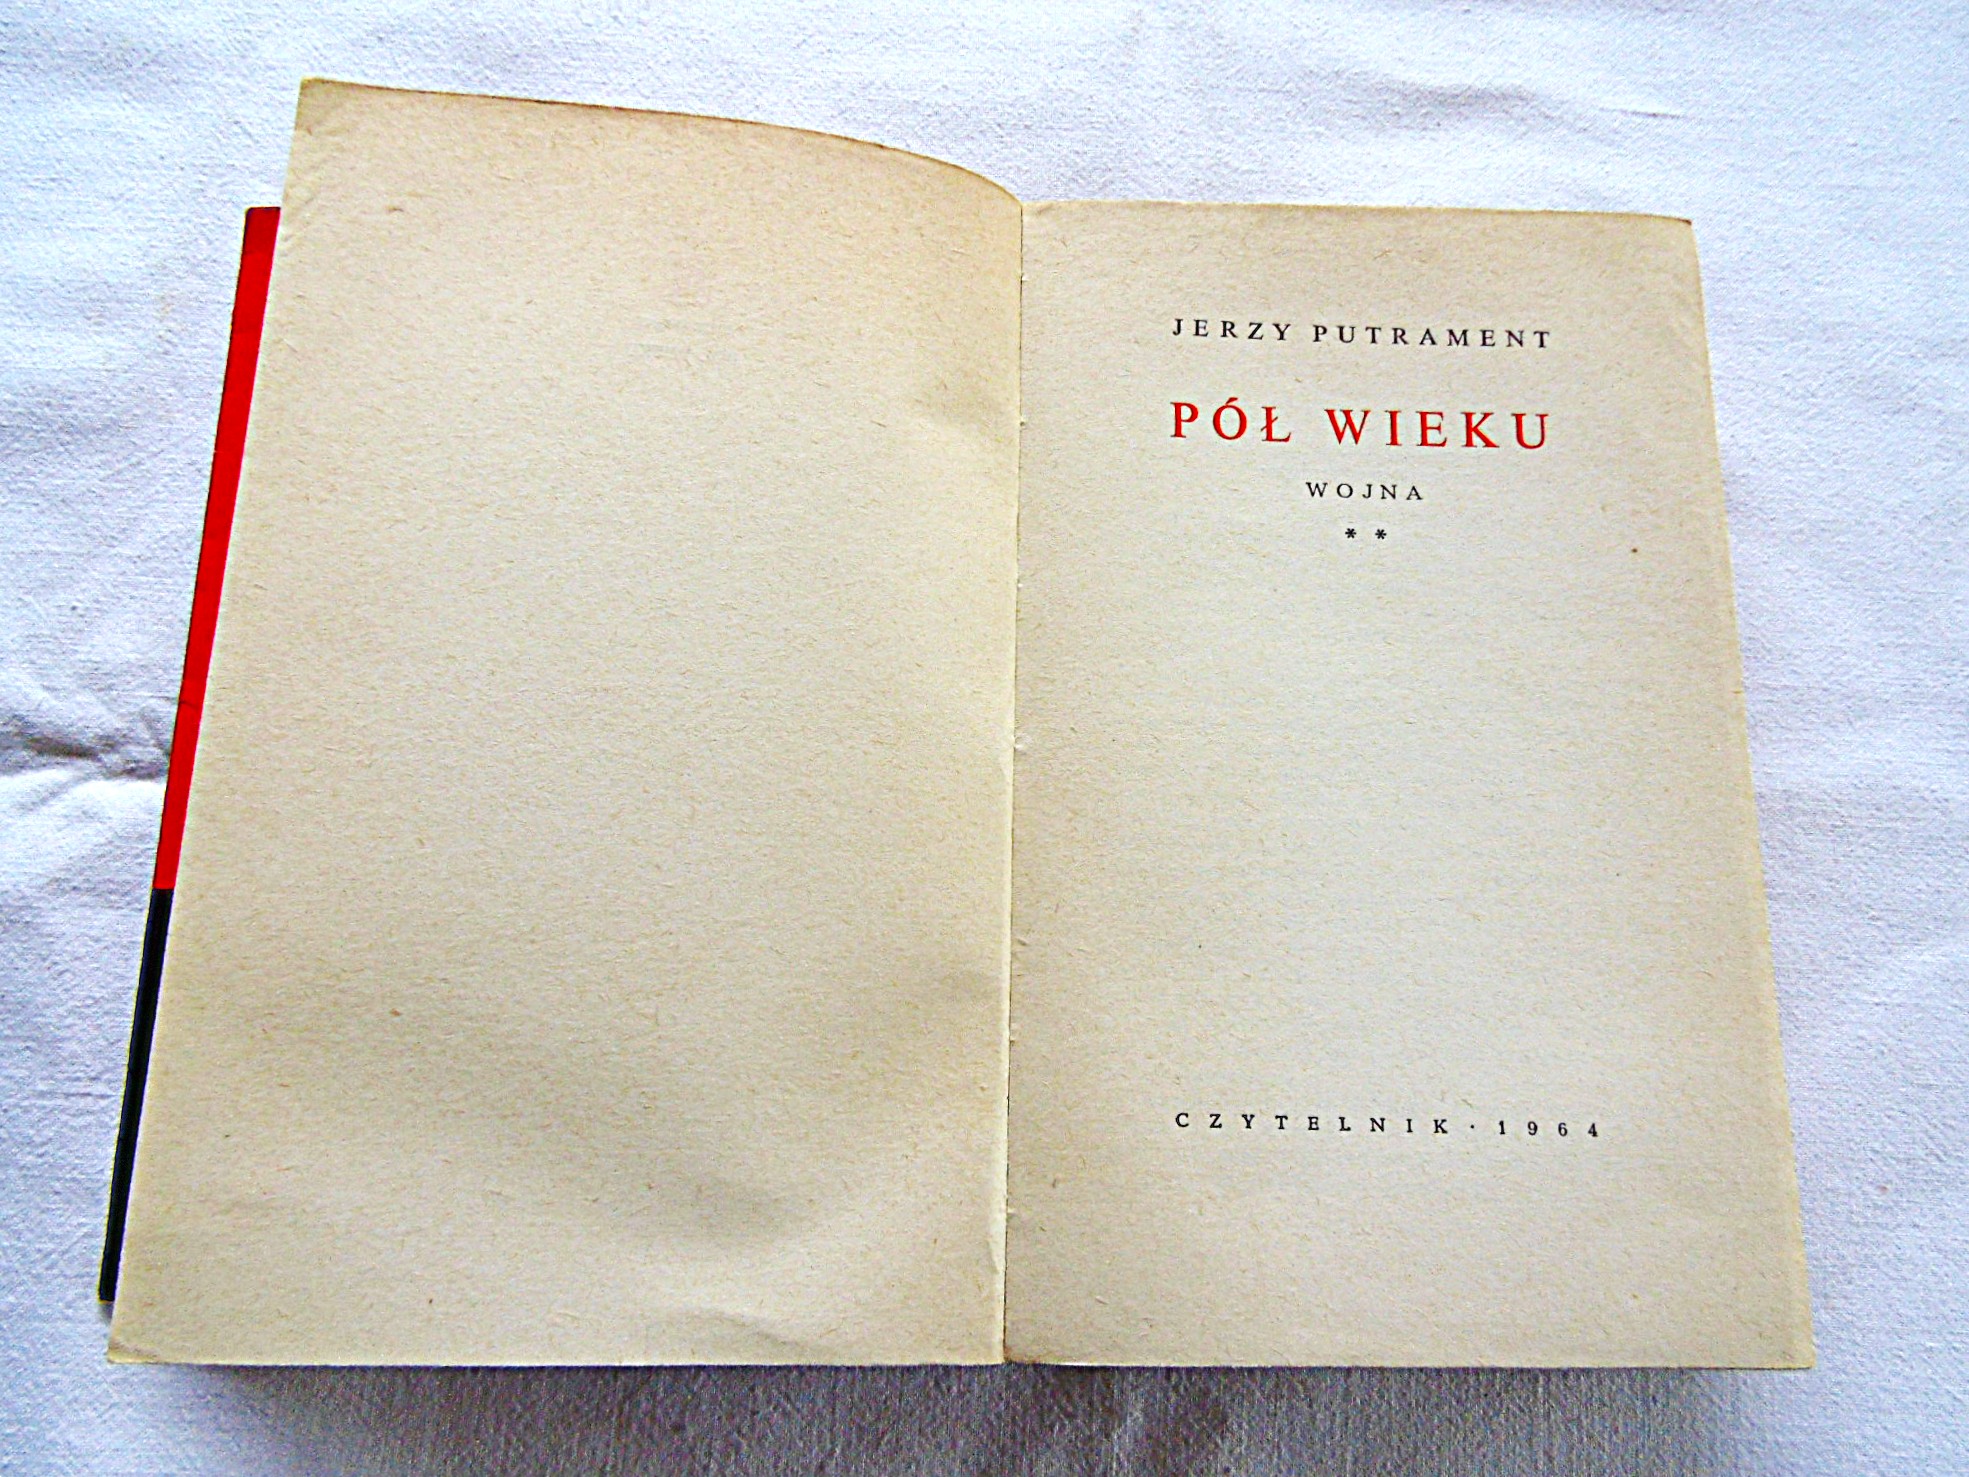 JERZY PUTRAMENT
PÓŁ WIEKU
WOJNA
* *
CZYTELNIK · 1964